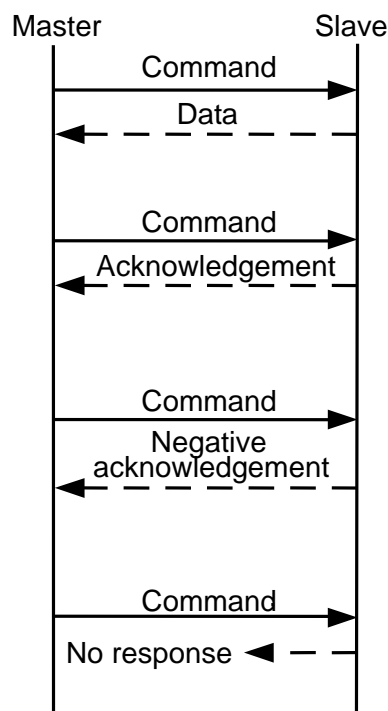 Master Slave
Command
Data
Command
Acknowledgement
Command
Negative
acknowledgement
Command
No response